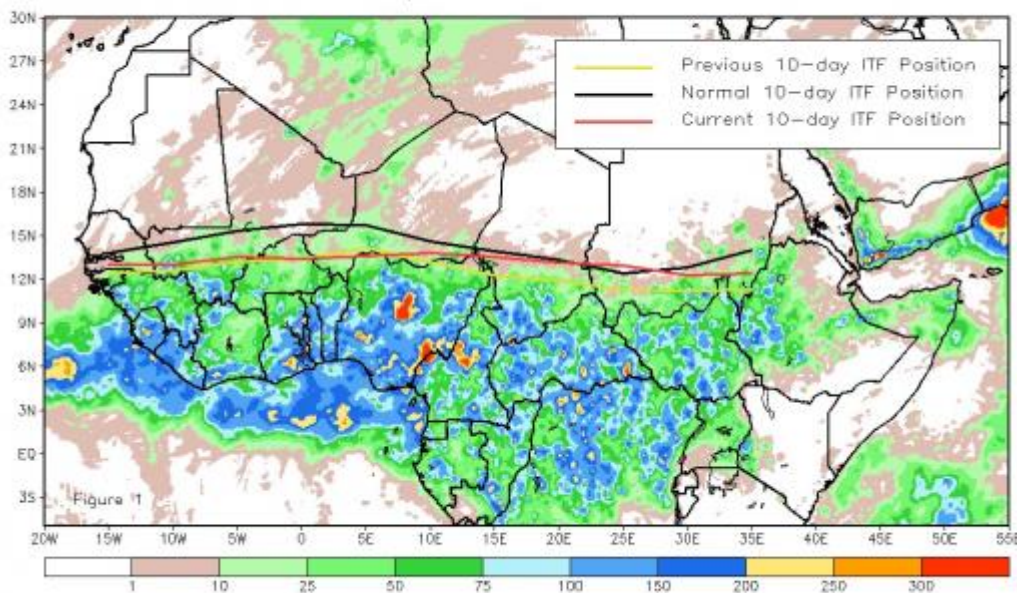 30N
27N
24N
21N
18N
15N
12N
9N
6N
3N
EQ
3S
Previous 10-day ITF Position
Normal 10-day ITF Position
Current 10-day ITF Position
Figure 1
20W 15W 10W 5W 0 5E 10E 15E 20E 25E 30E 35E 40E 45E 50E 55E
1 10 25 50 75 100 150 200 250 300